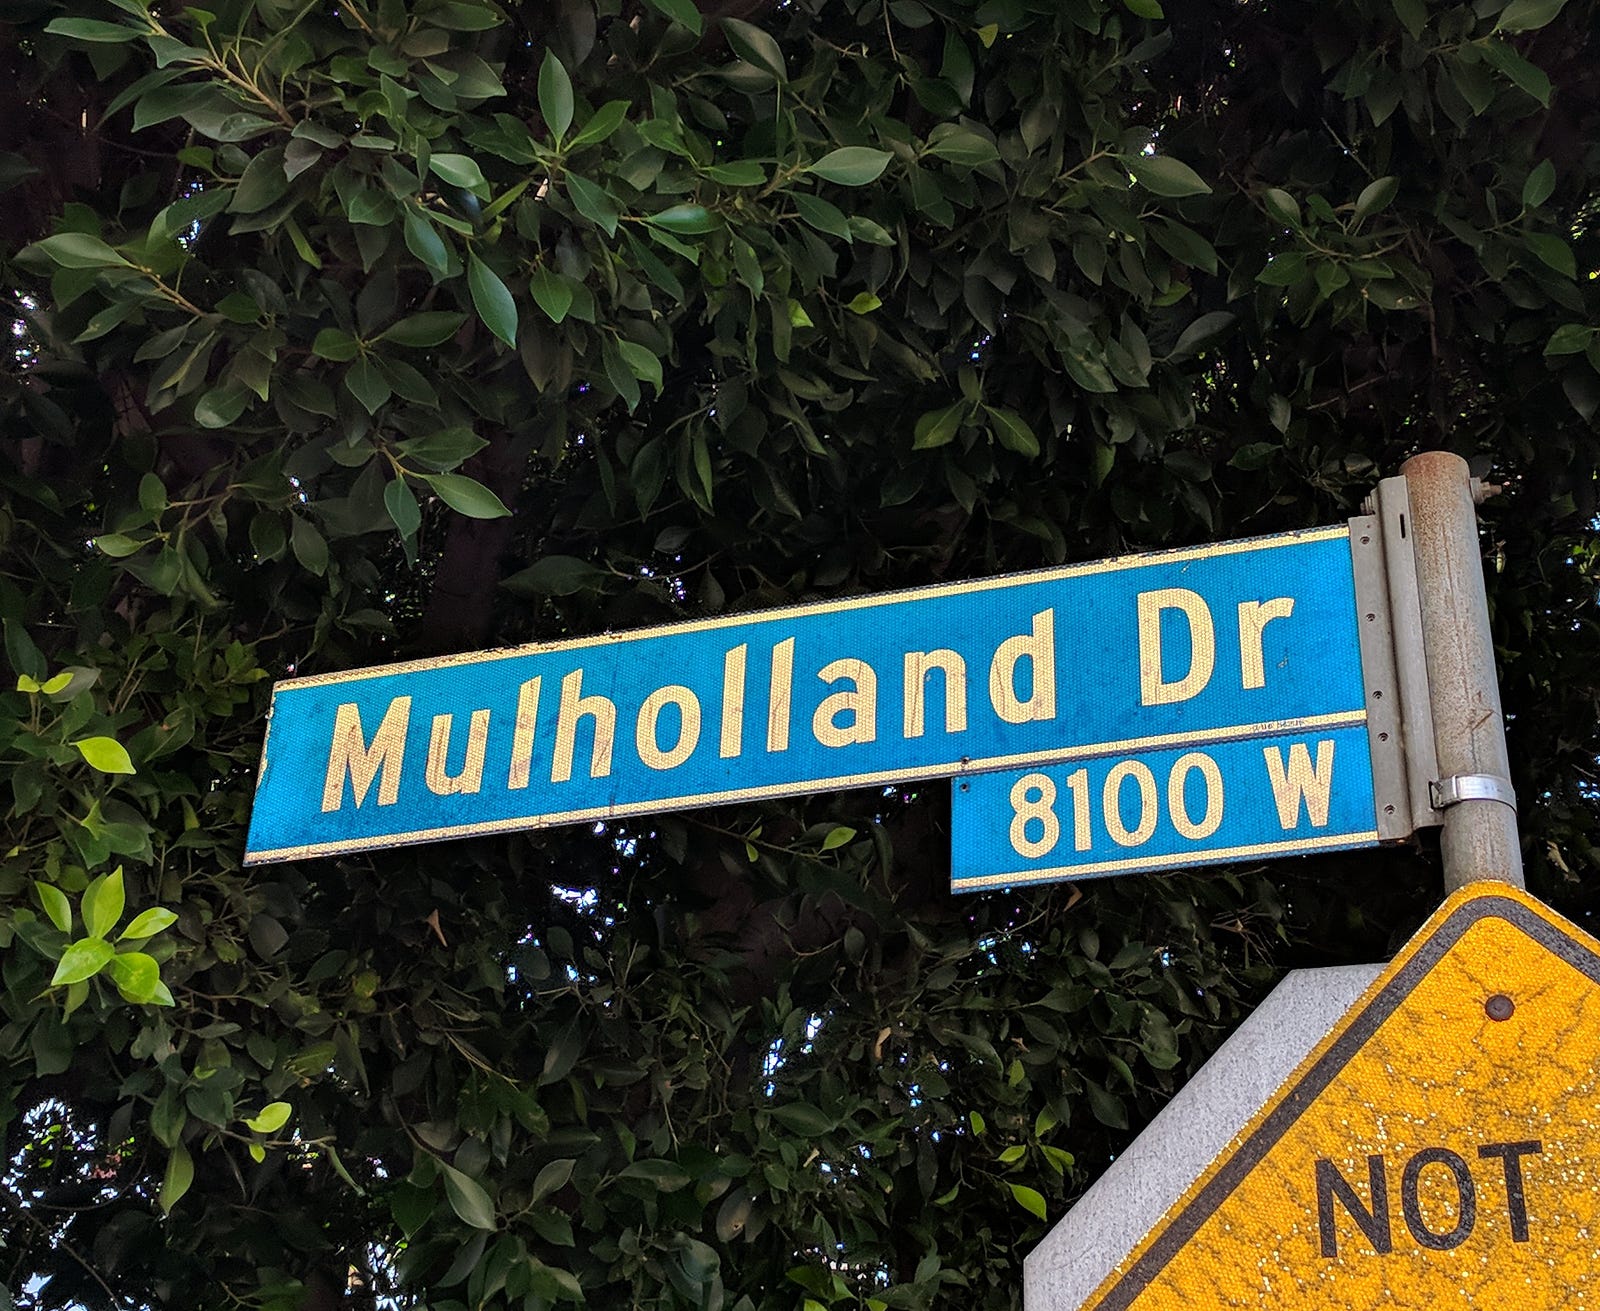 Mulholland Dr
8100 W
NOT